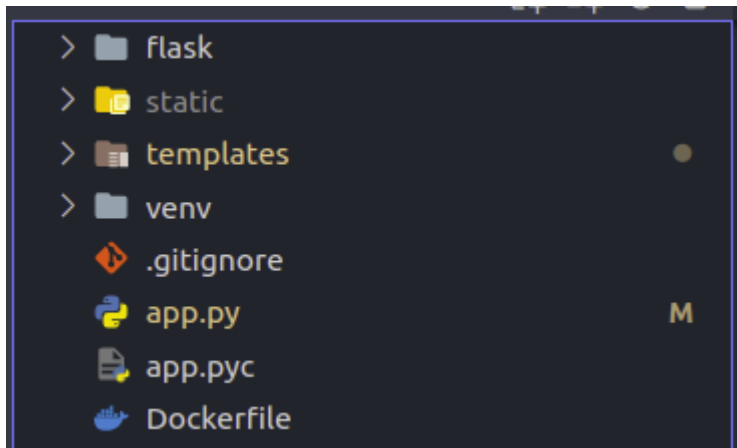 flask
static
templates
venv
.gitignore
app.py M
app.pyc
Dockerfile